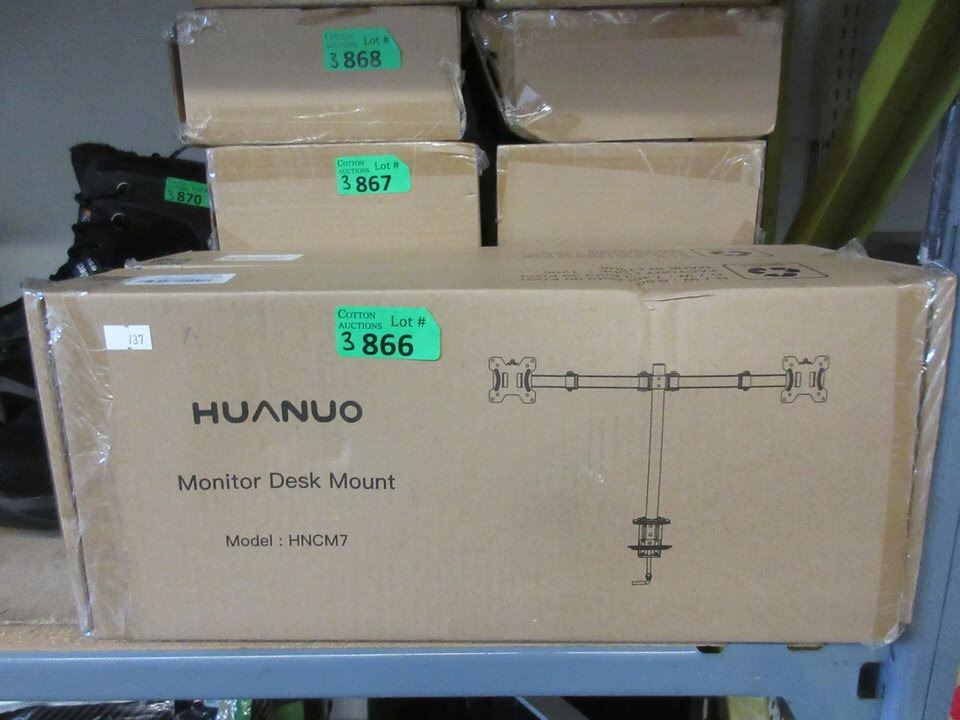 COTTON
AUCTIONS Lot #
3 868
COTTON
AUCTIONS Lot #
3 867
3 870
COTTON
AUCTIONS Lot #
3 866
137
HUANUO
Monitor Desk Mount
Model : HNCM7